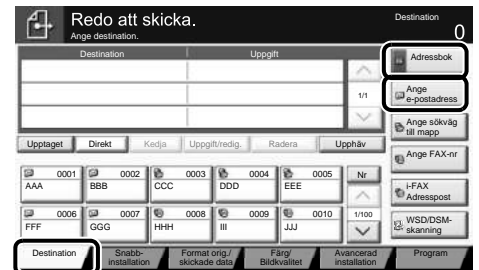 Redo att skicka.
Ange destination.
Destination
0
Destination
Uppgift
1/1
Adressbok
Ange
e-postadress
Ange sökväg
till mapp
Ange FAX-nr
i-FAX
Adresspost
WSD/DSM-
skanning
Upptaget
Direkt
Kedja
Uppgift/redig.
Radera
Upphäv
0001
AAA
0002
BBB
0003
CCC
0004
DDD
0005
EEE
Nr
0006
FFF
0007
GGG
0008
HHH
0009
III
0010
JJJ
1/100
Destination
Snabb-
installation
Format orig./
skickade data
Färg/
Bildkvalitet
Avancerad
installation
Program